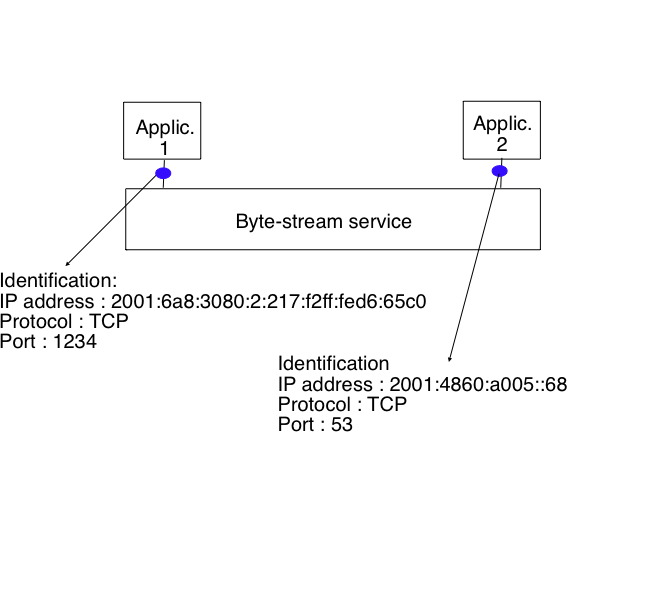 Applic.
1
Applic.
2
Byte-stream service
Identification:
IP address : 2001:6a8:3080:2:217:f2ff:fed6:65c0
Protocol : TCP
Port : 1234
Identification
IP address : 2001:4860:a005::68
Protocol : TCP
Port : 53